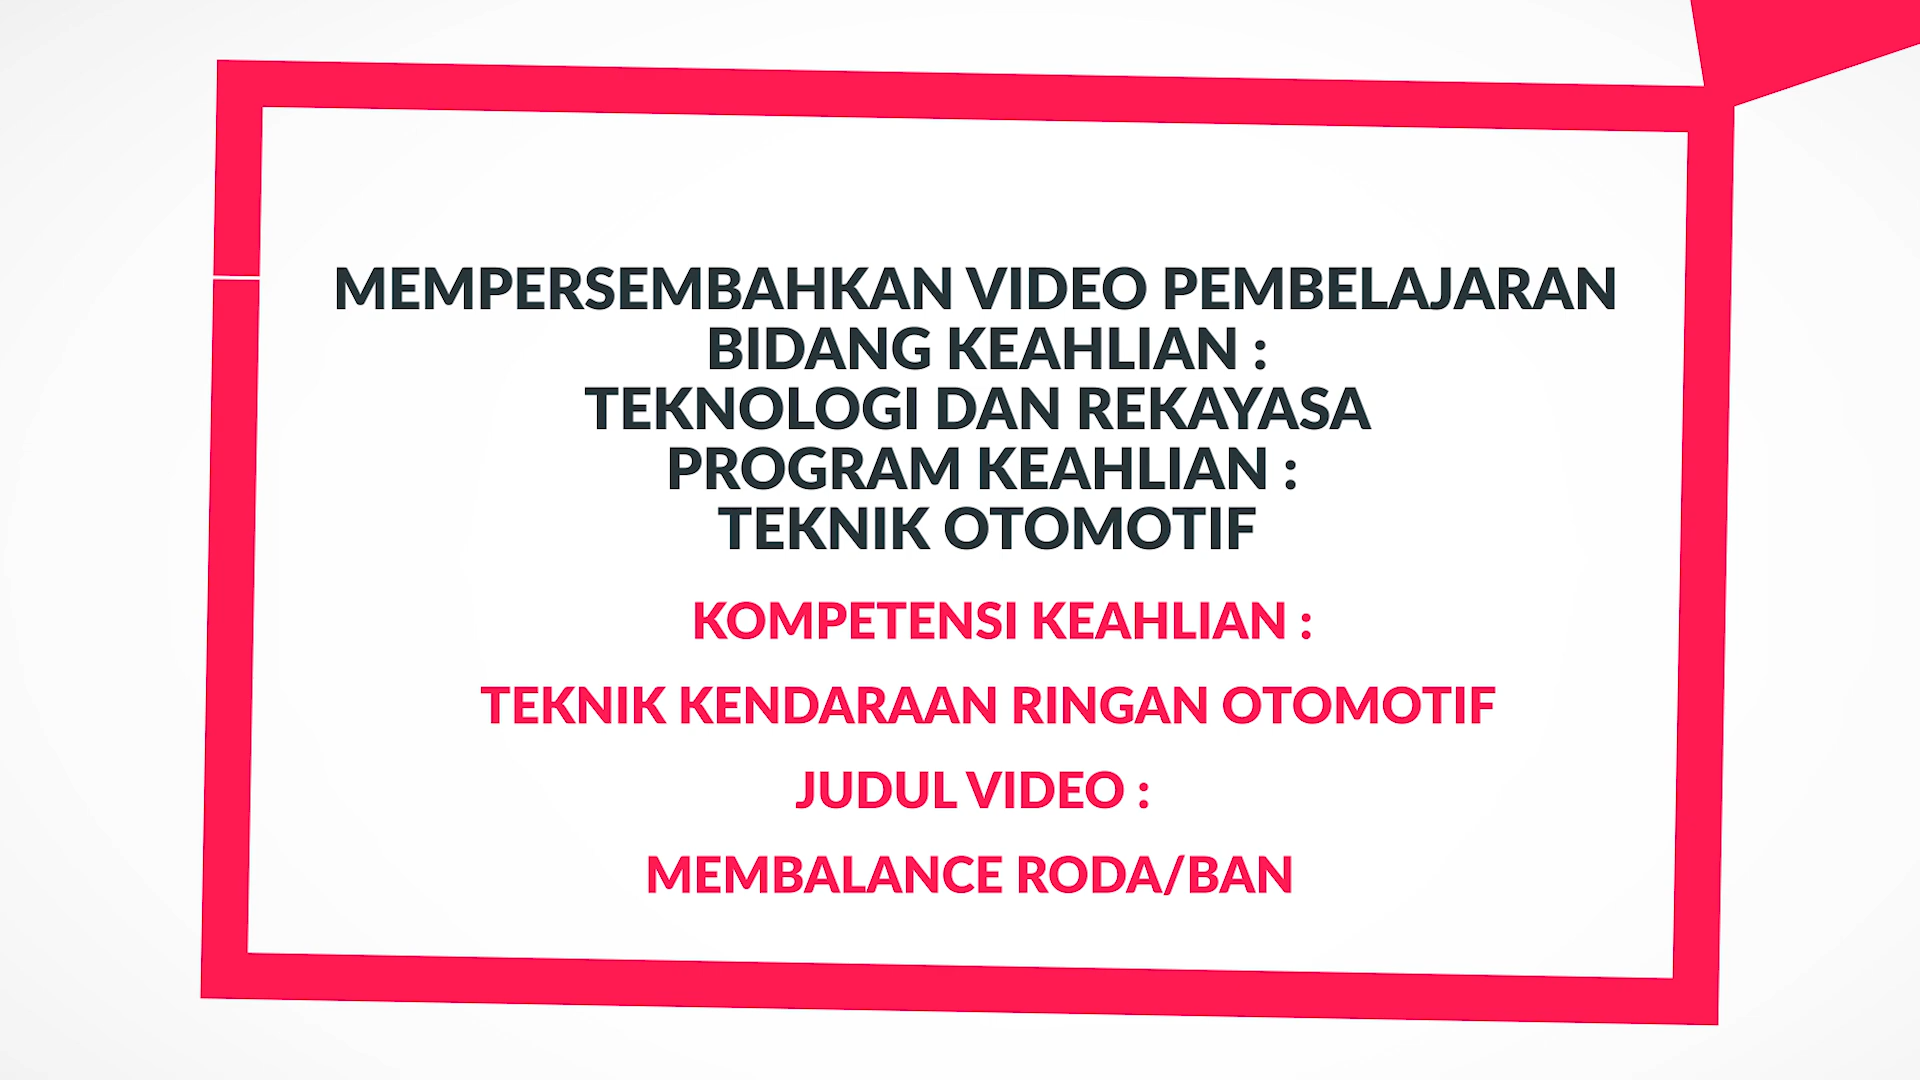 MEMPERSEMBAHKAN VIDEO PEMBELAJARAN
BIDANG KEAHLIAN :
TEKNOLOGI DAN REKAYASA
PROGRAM KEAHLIAN :
TEKNIK OTOMOTIF
KOMPETENSI KEAHLIAN :
TEKNIK KENDARAAN RINGAN OTOMOTIF
JUDUL VIDEO :
MEMBALANCE RODA/BAN